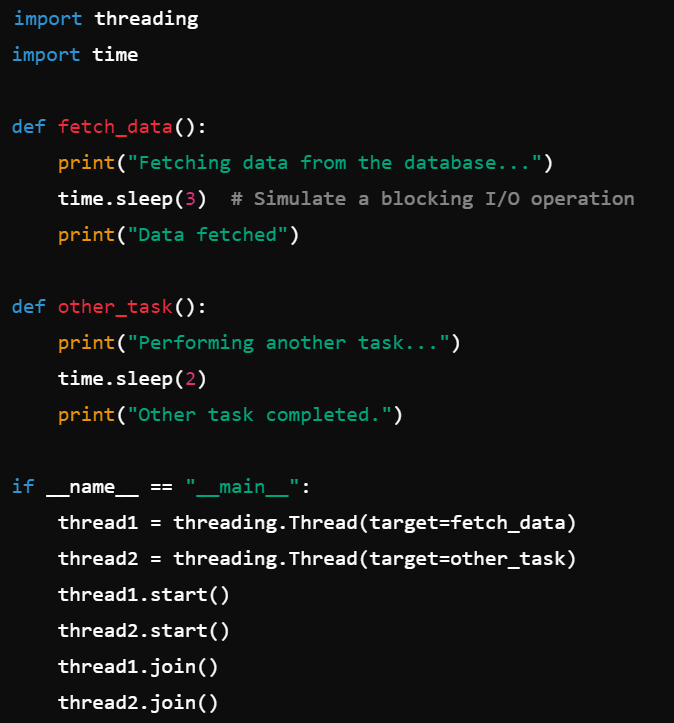 import threading
import time

def fetch_data():
    print("Fetching data from the database...")
    time.sleep(3)  # Simulate a blocking I/O operation
    print("Data fetched")

def other_task():
    print("Performing another task...")
    time.sleep(2)
    print("Other task completed.")

if __name__ == "__main__":
    thread1 = threading.Thread(target=fetch_data)
    thread2 = threading.Thread(target=other_task)
    thread1.start()
    thread2.start()
    thread1.join()
    thread2.join()